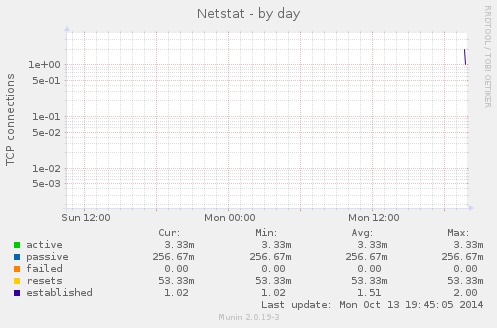 Netstat - by day
RRDTOOL / TOBI OETIKER
TCP connections
1e+00
5e-01
1e-01
5e-02
1e-02
5e-03
Sun 12:00 Mon 00:00 Mon 12:00
Cur: Min: Avg: Max:
active 3.33m 3.33m 3.33m 3.33m
passive 256.67m 256.67m 256.67m 256.67m
failed 0.00 0.00 0.00 0.00
resets 53.33m 53.33m 53.33m 53.33m
established 1.02 1.02 1.51 2.00
Last update: Mon Oct 13 19:45:05 2014
Munin 2.0.19-3